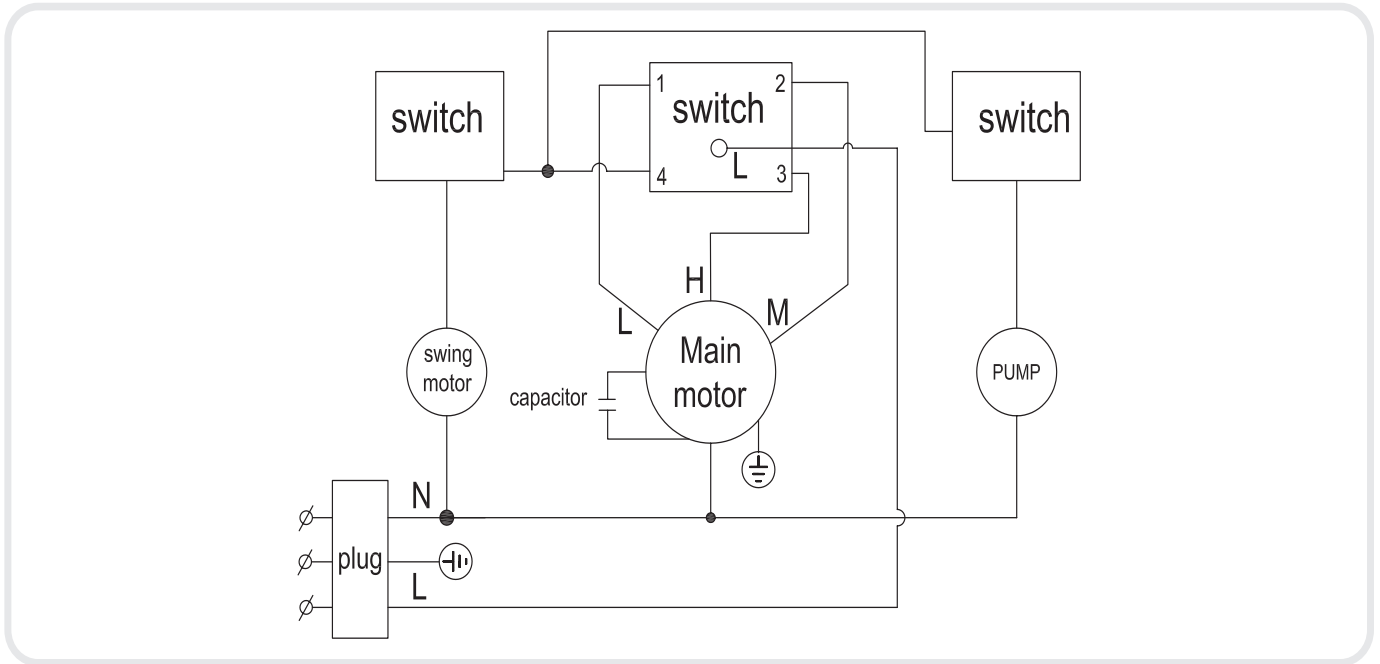 switch
1
2
switch
L
4
3
switch
H
L
M
swing
motor
Main
motor
capacitor
PUMP
N
plug
L